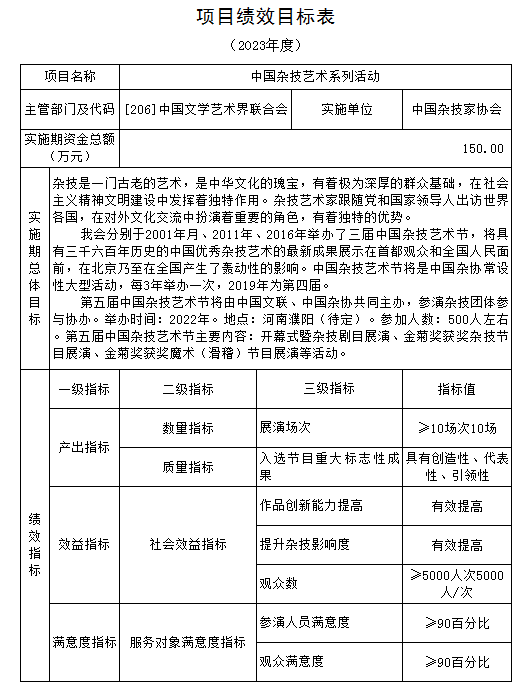 项目绩效目标表
（2023年度）
项目名称
中国杂技艺术系列活动
主管部门及代码
[206]中国文学艺术界联合会
实施单位
中国杂技家协会
实施期资金总额
（万元）
150.00
实施期总体目标
杂技是一门古老的艺术，是中华文化的瑰宝，有着极为深厚的群众基础，在社会
主义精神文明建设中发挥着独特作用。杂技艺术家跟随党和国家领导人出访世界
各国，在对外文化交流中扮演着重要的角色，有着独特的优势。
我会分别于2001年月、2011年、2016年举办了三届中国杂技艺术节，将具
有三千六百年历史的中国优秀杂技艺术的最新成果展示在首都观众和全国人民面
前，在北京乃至在全国产生了轰动性的影响。中国杂技艺术节将是中国杂协常设
性大型活动，每3年举办一次，2019年为第四届。
第五届中国杂技艺术节将由中国文联、中国杂协共同主办，参演杂技团体参
与协办。举办时间：2022年。地点：河南濮阳（待定）。参加人数：500人左右
。第五届中国杂技艺术节主要内容：开幕式暨杂技剧目展演、金菊奖获奖杂技节
目展演、金菊奖获奖魔术（滑稽）节目展演等活动。
绩效指标
一级指标
二级指标
三级指标
指标值
产出指标
数量指标
展演场次
≥10场次10场
质量指标
入选节目重大标志性成
果
具有创造性、代表
性、引领性
效益指标
社会效益指标
作品创新能力提高
有效提高
提升杂技影响度
有效提高
观众数
≥5000人次5000
人/次
满意度指标
服务对象满意度指标
参演人员满意度
≥90百分比
观众满意度
≥90百分比